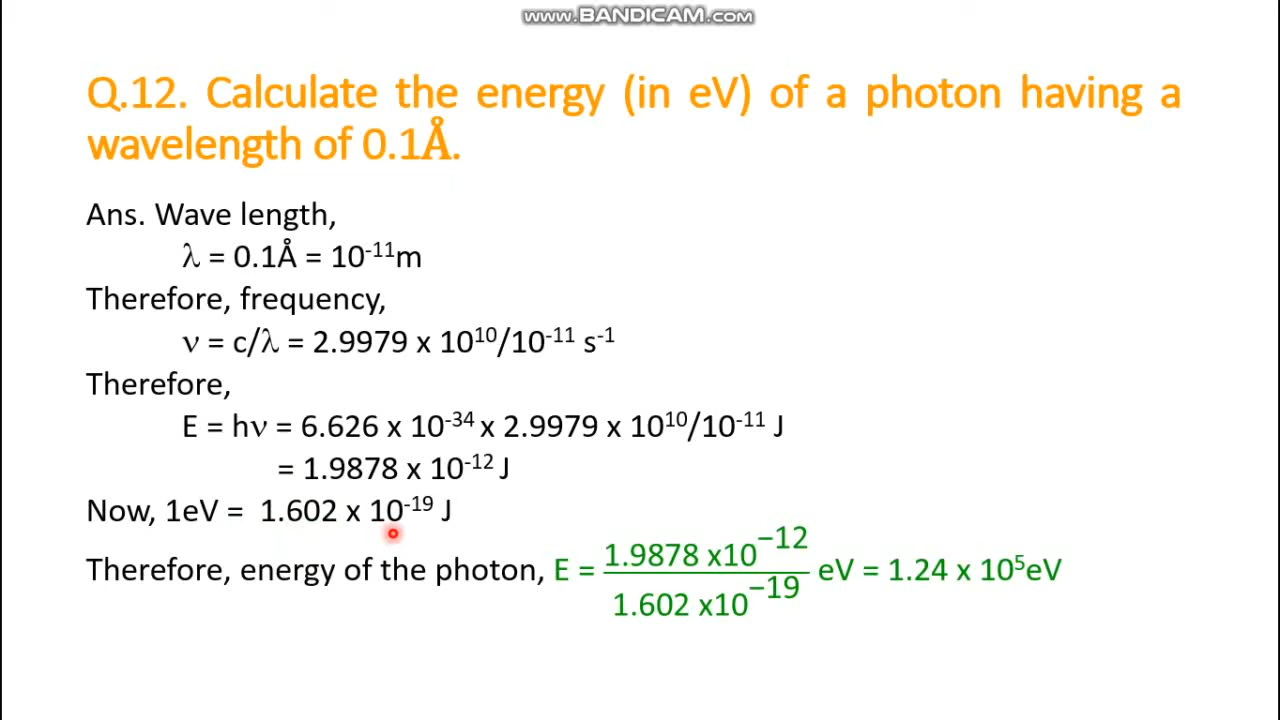 www.BANDICAM.com
Q.12. Calculate the energy (in eV) of a photon having a
wavelength of 0.1Å.
Ans. Wave length,
λ = 0.1Å = 10⁻¹¹m
Therefore, frequency,
ν = c/λ = 2.9979 x 10¹⁰/10⁻¹¹ s⁻¹
Therefore,
E = hν = 6.626 x 10⁻³⁴ x 2.9979 x 10¹⁰/10⁻¹¹ J
= 1.9878 x 10⁻¹² J
Now, 1eV = 1.602 x 10⁻¹⁹ J
Therefore, energy of the photon, E = 1.9878 x10⁻¹² / 1.602 x10⁻¹⁹ eV = 1.24 x 10⁵eV